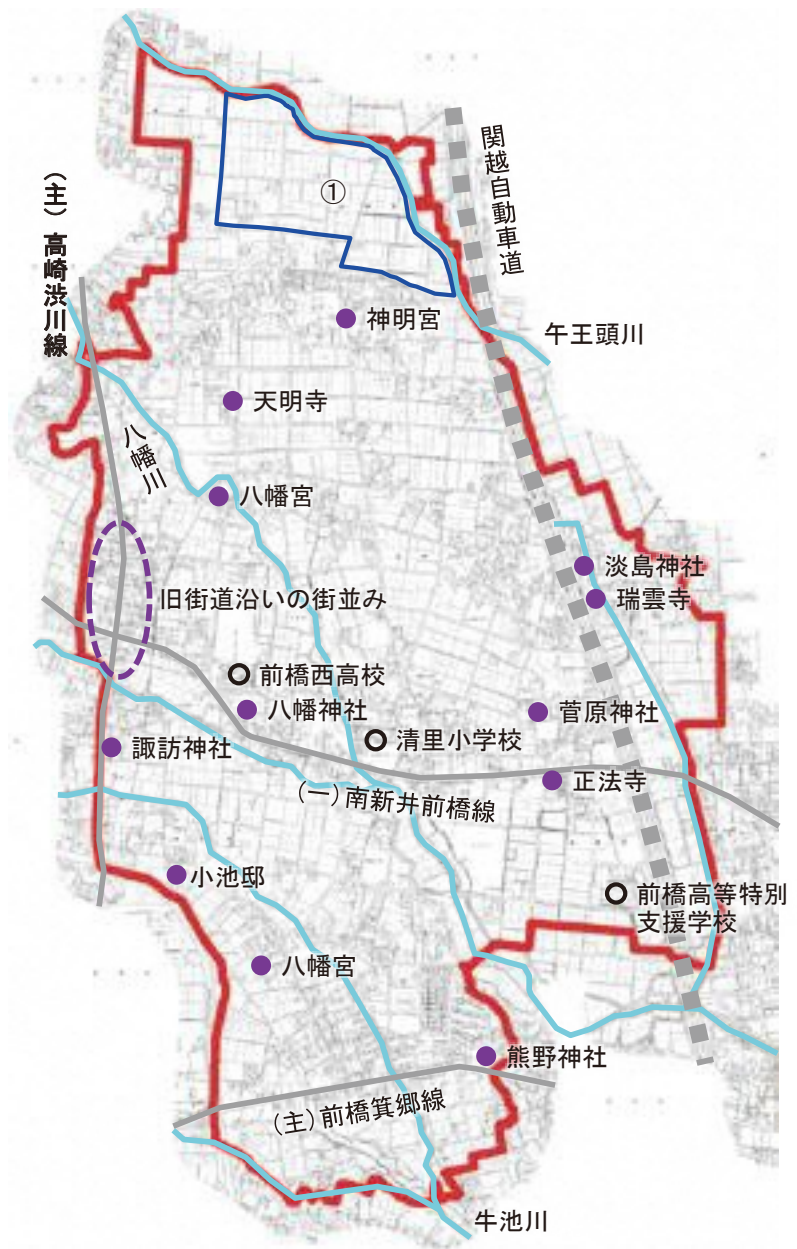 関越自動車道
①
（主）高崎渋川線
神明宮
午王頭川
天明寺
八幡川
八幡宮
淡島神社
瑞雲寺
旧街道沿いの街並み
前橋西高校
八幡神社
菅原神社
清里小学校
諏訪神社
正法寺
（一）南新井前橋線
小池邸
前橋高等特別
支援学校
八幡宮
熊野神社
（主）前橋箕郷線
牛池川